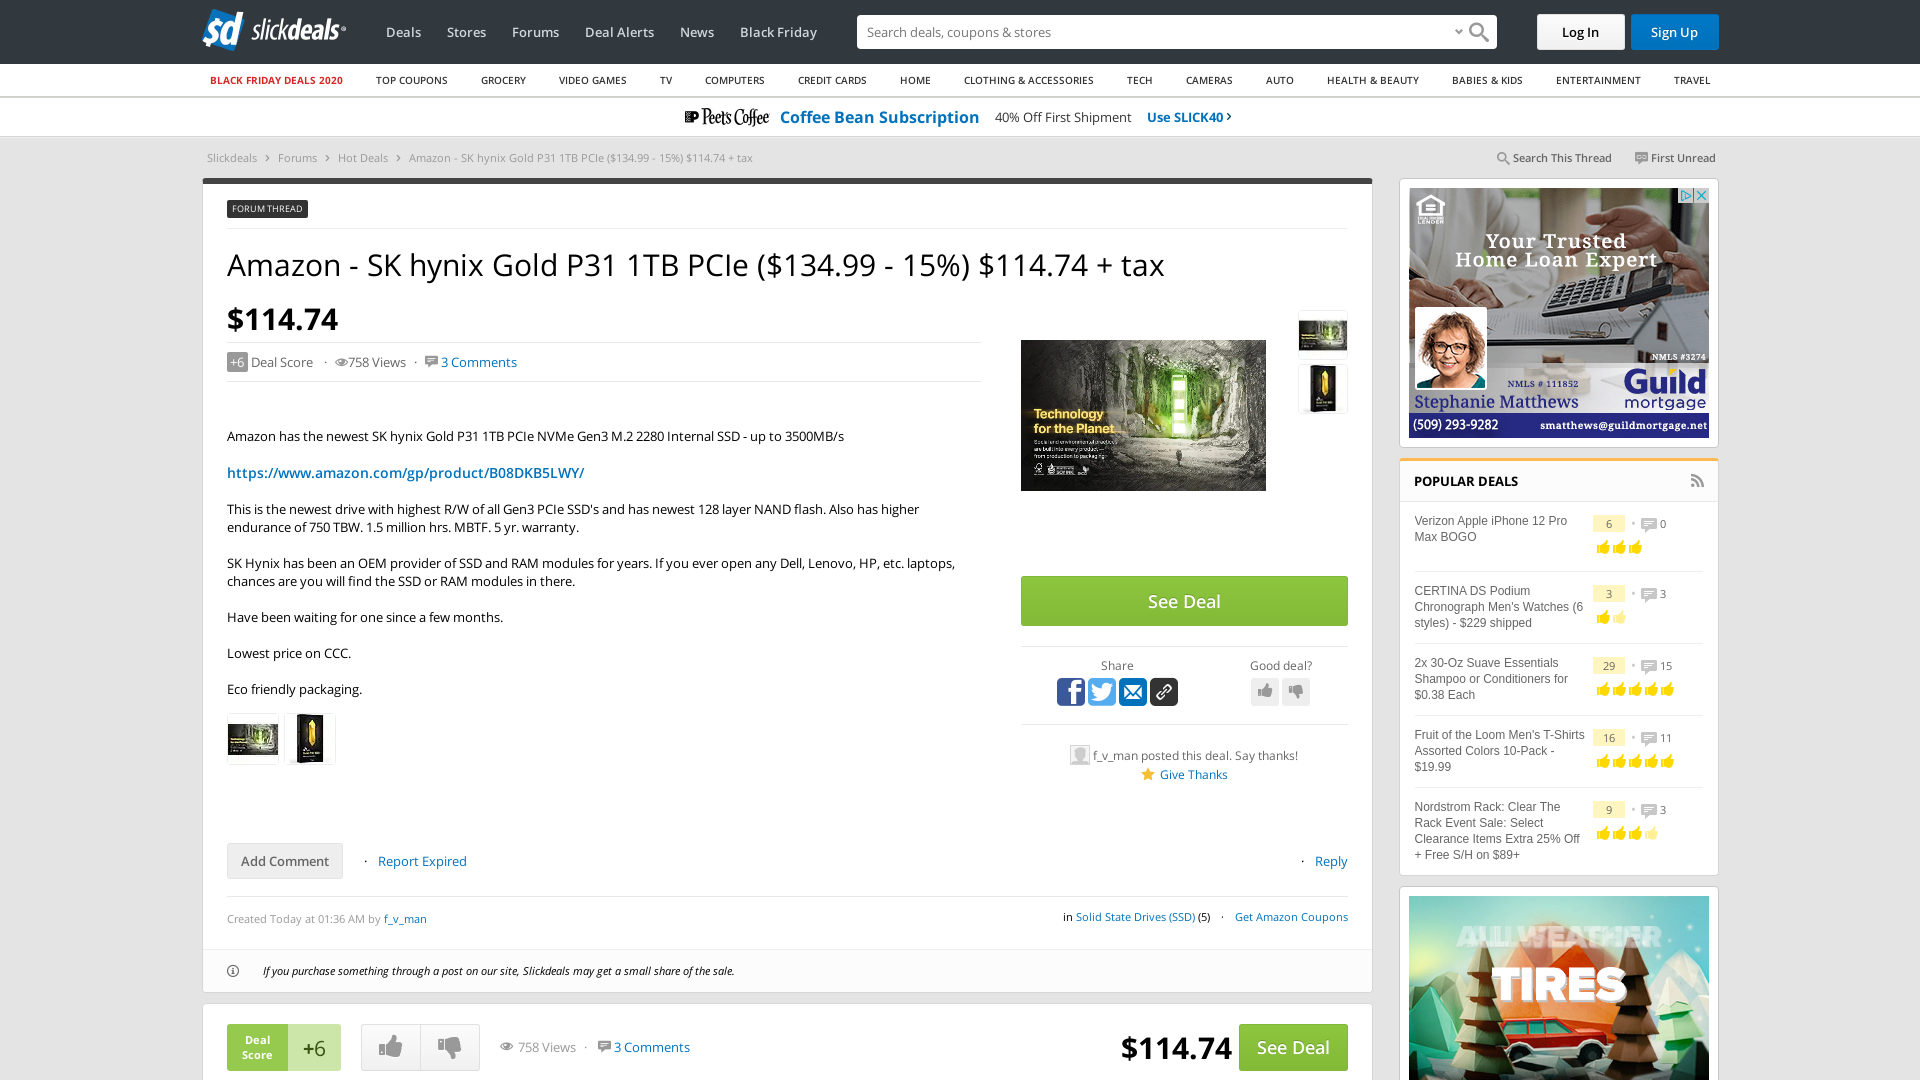 slickdeals
Deals
Stores
Forums
Deal Alerts
News
Black Friday
Search deals, coupons & stores
Log In
Sign Up
BLACK FRIDAY DEALS 2020
TOP COUPONS
GROCERY
VIDEO GAMES
TV
COMPUTERS
CREDIT CARDS
HOME
CLOTHING & ACCESSORIES
TECH
CAMERAS
AUTO
HEALTH & BEAUTY
BABIES & KIDS
ENTERTAINMENT
TRAVEL
Peet's Coffee
Coffee Bean Subscription
40% Off First Shipment
Use SLICK40 ›
Slickdeals › Forums › Hot Deals › Amazon - SK hynix Gold P31 1TB PCIe ($134.99 - 15%) $114.74 + tax
Search This Thread
First Unread
FORUM THREAD
Amazon - SK hynix Gold P31 1TB PCIe ($134.99 - 15%) $114.74 + tax
$114.74
+6 Deal Score · 758 Views · 3 Comments
Amazon has the newest SK hynix Gold P31 1TB PCIe NVMe Gen3 M.2 2280 Internal SSD - up to 3500MB/s
https://www.amazon.com/gp/product/B08DKB5LWY/
This is the newest drive with highest R/W of all Gen3 PCIe SSD's and has newest 128 layer NAND flash. Also has higher
endurance of 750 TBW. 1.5 million hrs. MBTF. 5 yr. warranty.
SK Hynix has been an OEM provider of SSD and RAM modules for years. If you ever open any Dell, Lenovo, HP, etc. laptops,
chances are you will find the SSD or RAM modules in there.
Have been waiting for one since a few months.
Lowest price on CCC.
Eco friendly packaging.
Technology
for the Planet
Social and environmental practices
are built into every product—
from production to packaging.
See Deal
Share
Good deal?
f_v_man posted this deal. Say thanks!
Give Thanks
Add Comment
· Report Expired
· Reply
Created Today at 01:36 AM by f_v_man
in Solid State Drives (SSD) (5) · Get Amazon Coupons
If you purchase something through a post on our site, Slickdeals may get a small share of the sale.
Deal
Score
+6
758 Views · 3 Comments
$114.74
See Deal
LENDER
Your Trusted
Home Loan Expert
NMLS #3274
NMLS # 111852
Guild
mortgage
Stephanie Matthews
(509) 293-9282
smatthews@guildmortgage.net
POPULAR DEALS
Verizon Apple iPhone 12 Pro
Max BOGO
6 • 0
CERTINA DS Podium
Chronograph Men's Watches (6
styles) - $229 shipped
3 • 3
2x 30-Oz Suave Essentials
Shampoo or Conditioners for
$0.38 Each
29 • 15
Fruit of the Loom Men's T-Shirts
Assorted Colors 10-Pack -
$19.99
16 • 11
Nordstrom Rack: Clear The
Rack Event Sale: Select
Clearance Items Extra 25% Off
+ Free S/H on $89+
9 • 3
ALL WEATHER
TIRES